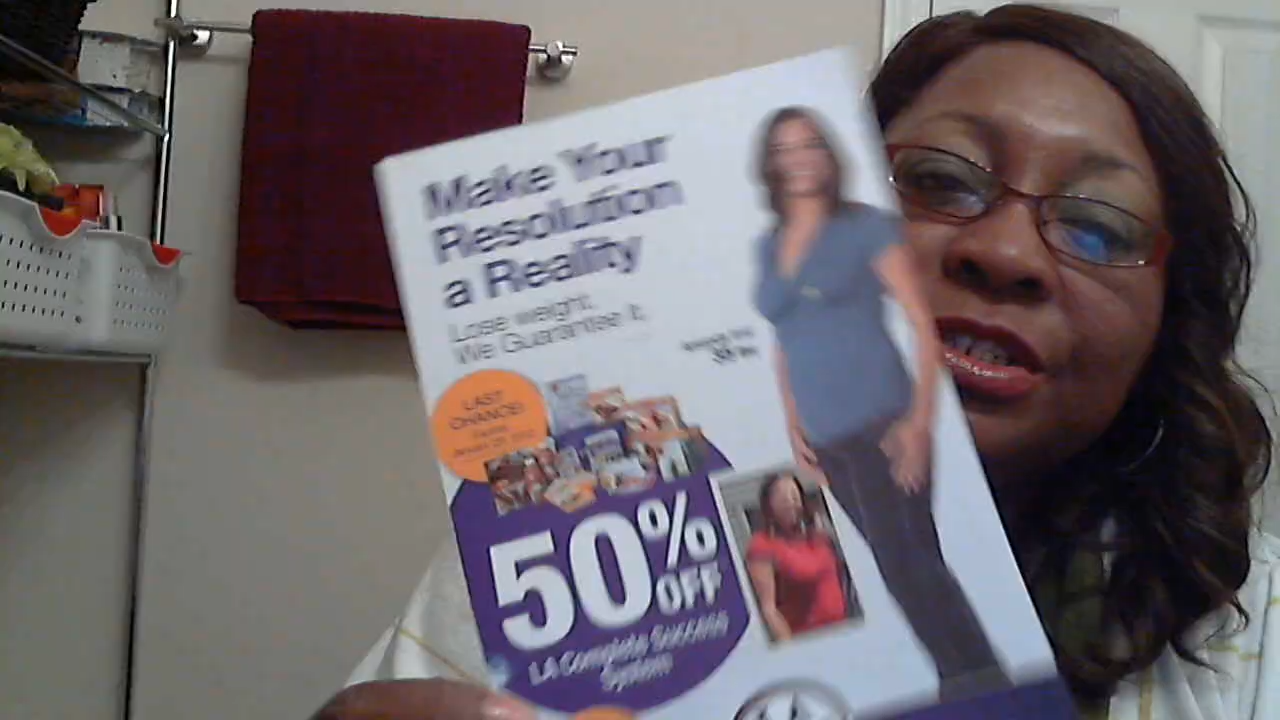 Make Your
Resolution
a Reality
Lose weight.
We Guarantee It.
LAST
CHANCE!
50%
OFF
LA Complete Success
System